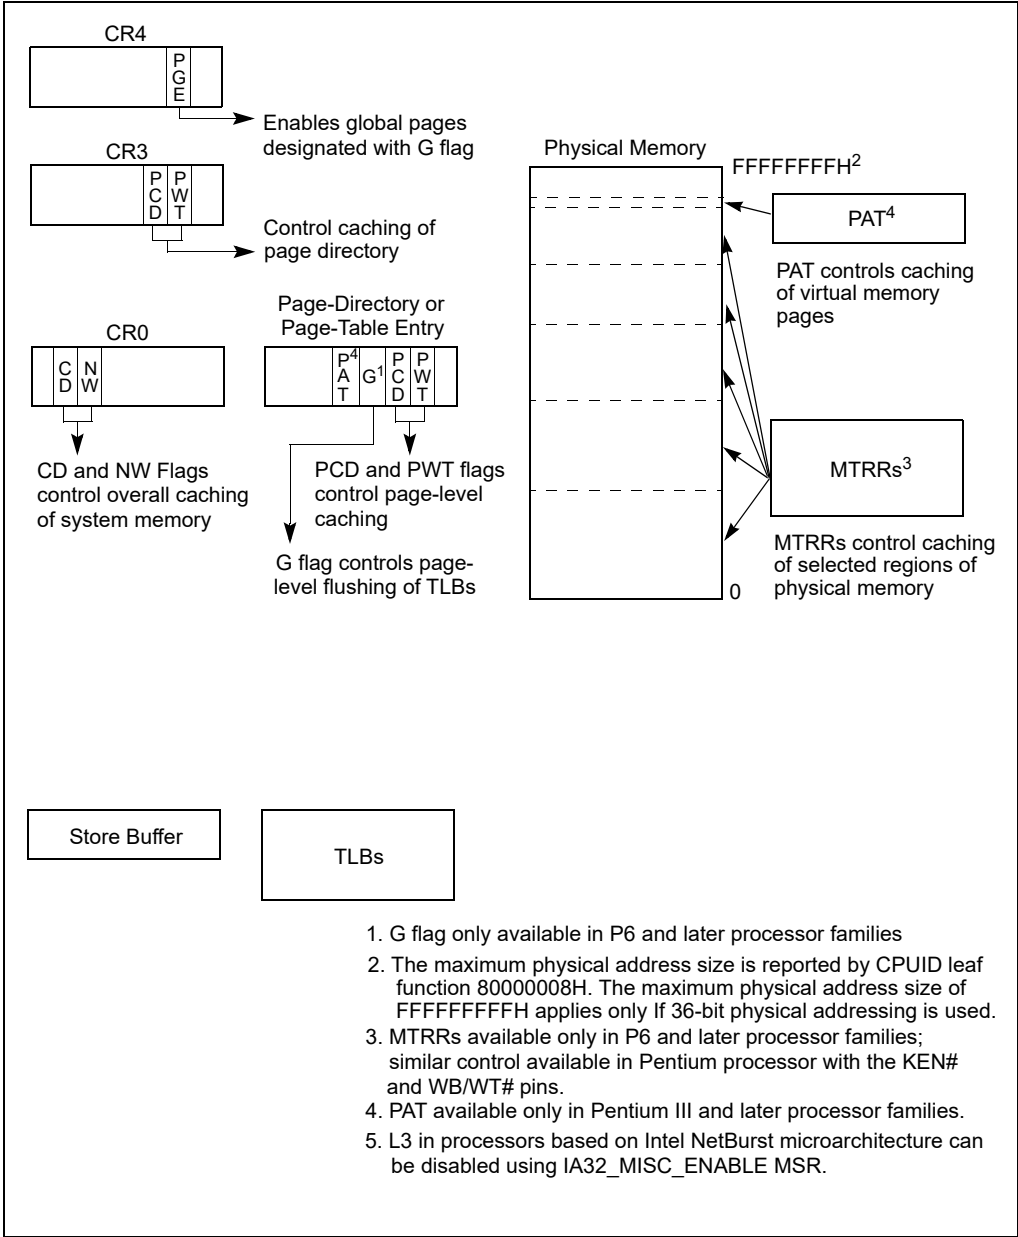 CR4
PGE
Enables global pages
designated with G flag
CR3
PCD PWT
Control caching of
page directory
CR0
CD NW
CD and NW Flags
control overall caching
of system memory
Page-Directory or
Page-Table Entry
PAT4 G1 PCD PWT
PCD and PWT flags
control page-level
caching
G flag controls page-
level flushing of TLBs
Physical Memory
FFFFFFFFH2
PAT4
PAT controls caching
of virtual memory
pages
MTRRs3
MTRRs control caching
of selected regions of
physical memory
0
Store Buffer
TLBs
1. G flag only available in P6 and later processor families
2. The maximum physical address size is reported by CPUID leaf
function 80000008H. The maximum physical address size of
FFFFFFFFFH applies only If 36-bit physical addressing is used.
3. MTRRs available only in P6 and later processor families;
similar control available in Pentium processor with the KEN#
and WB/WT# pins.
4. PAT available only in Pentium III and later processor families.
5. L3 in processors based on Intel NetBurst microarchitecture can
be disabled using IA32_MISC_ENABLE MSR.